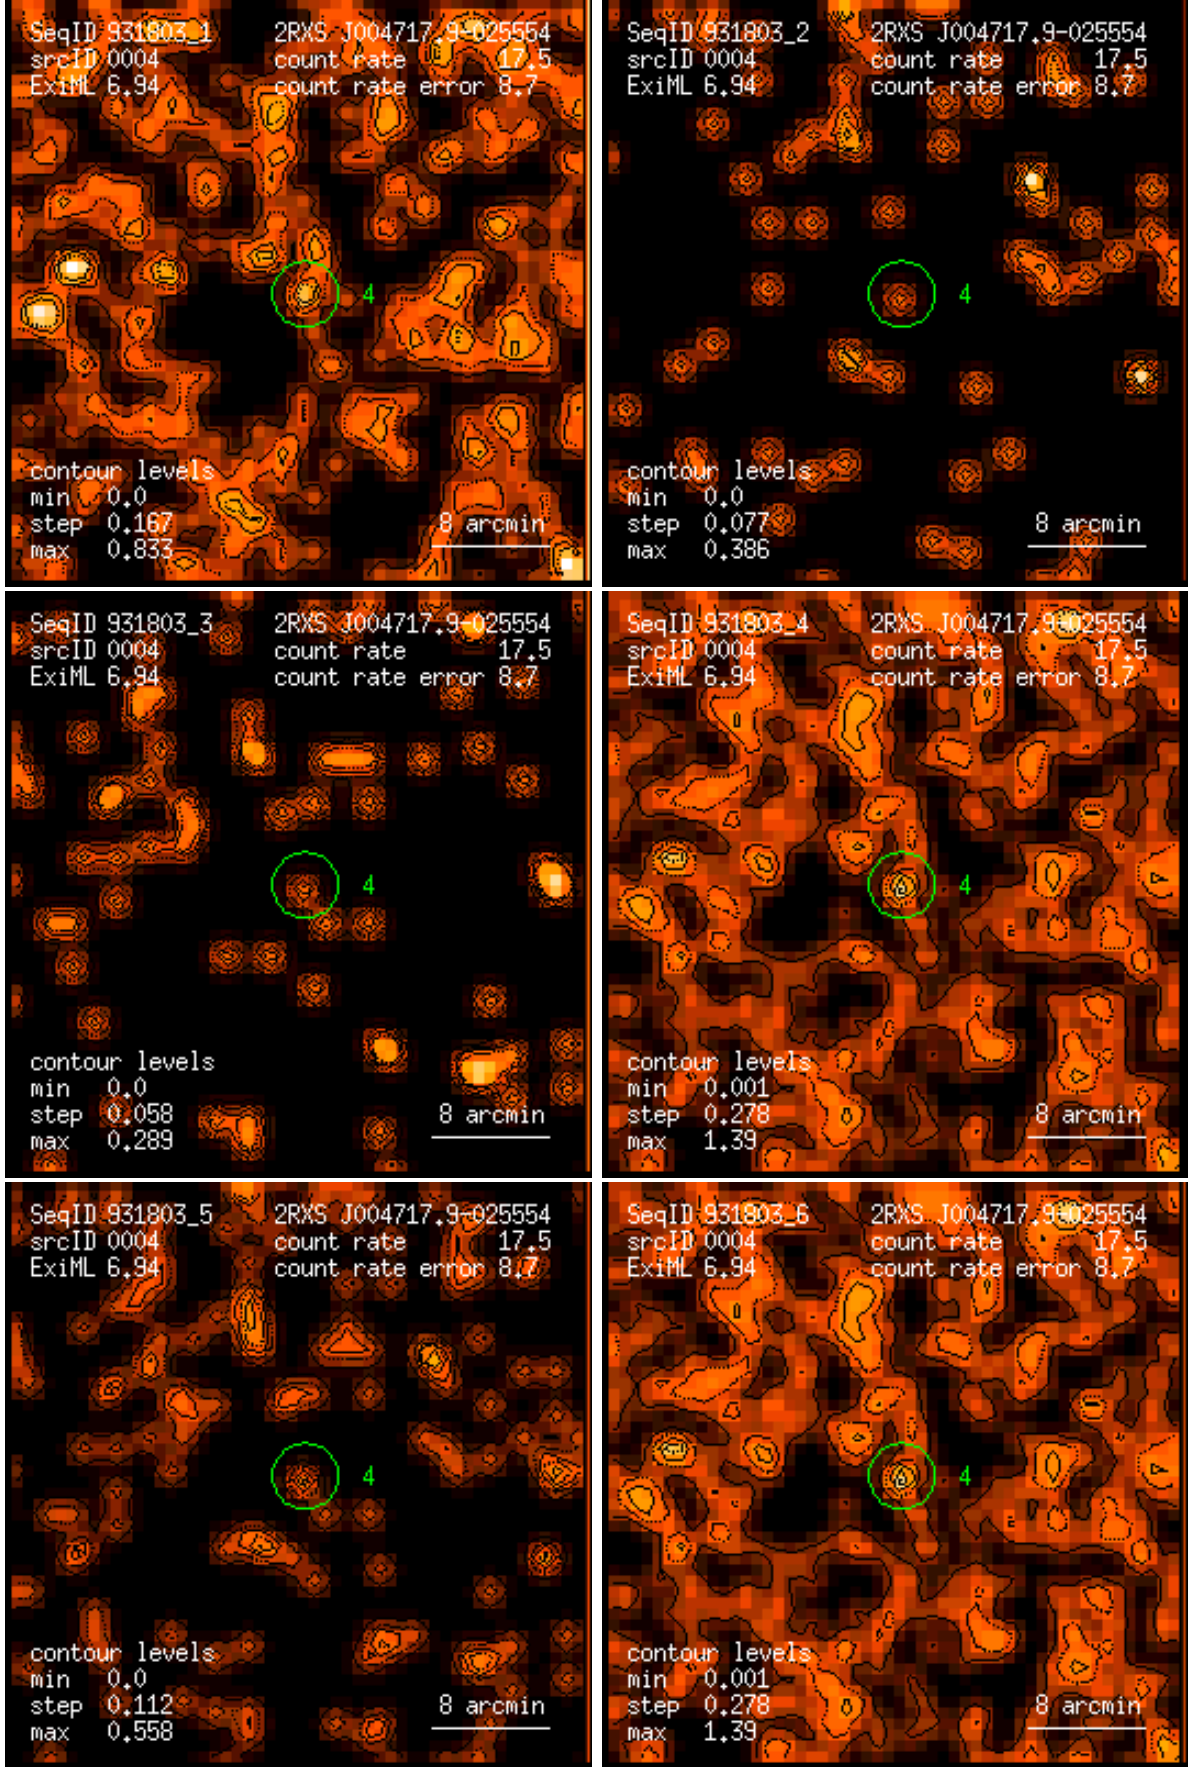 SeqID 931803_1 2RXS J004717.9-025554
srcID 0004 count rate 17.5
ExiML 6.94 count rate error 8.7
4
contour levels
min 0.0
step 0.167
max 0.833
8 arcmin
SeqID 931803_2 2RXS J004717.9-025554
srcID 0004 count rate 17.5
ExiML 6.94 count rate error 8.7
4
contour levels
min 0.0
step 0.077
max 0.386
8 arcmin
SeqID 931803_3 2RXS J004717.9-025554
srcID 0004 count rate 17.5
ExiML 6.94 count rate error 8.7
4
contour levels
min 0.0
step 0.058
max 0.289
8 arcmin
SeqID 931803_4 2RXS J004717.9-025554
srcID 0004 count rate 17.5
ExiML 6.94 count rate error 8.7
4
contour levels
min 0.001
step 0.278
max 1.39
8 arcmin
SeqID 931803_5 2RXS J004717.9-025554
srcID 0004 count rate 17.5
ExiML 6.94 count rate error 8.7
4
contour levels
min 0.0
step 0.112
max 0.558
8 arcmin
SeqID 931803_6 2RXS J004717.9-025554
srcID 0004 count rate 17.5
ExiML 6.94 count rate error 8.7
4
contour levels
min 0.001
step 0.278
max 1.39
8 arcmin